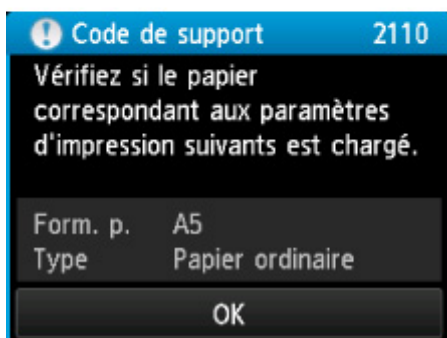 Code de support 2110
Vérifiez si le papier
correspondant aux paramètres
d'impression suivants est chargé.
Form. p. A5
Type Papier ordinaire
OK